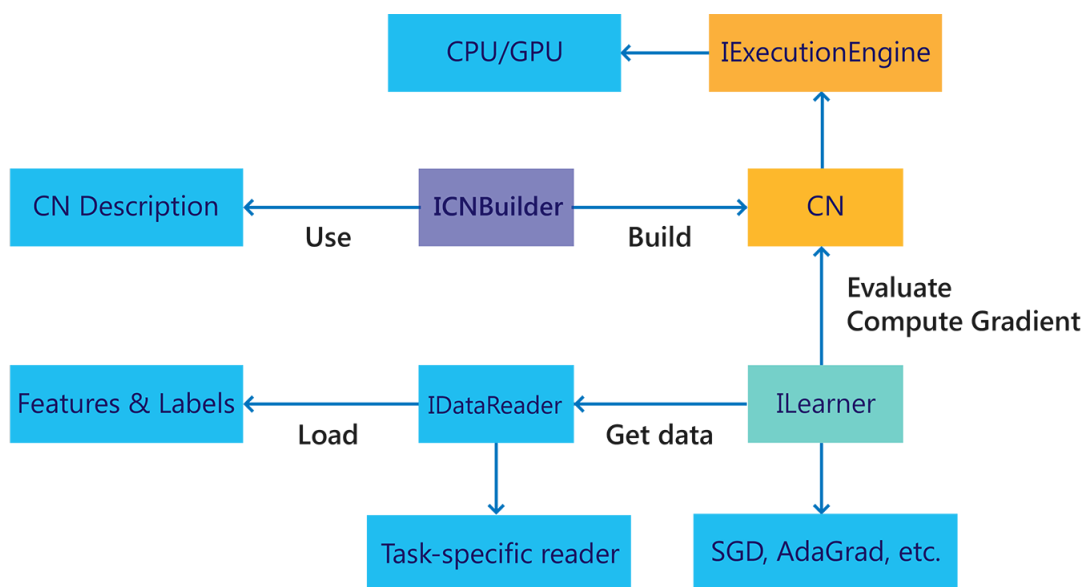 CPU/GPU
IExecutionEngine
CN Description
ICNBuilder
CN
Use
Build
Evaluate
Compute Gradient
Features & Labels
IDataReader
ILearner
Load
Get data
Task-specific reader
SGD, AdaGrad, etc.